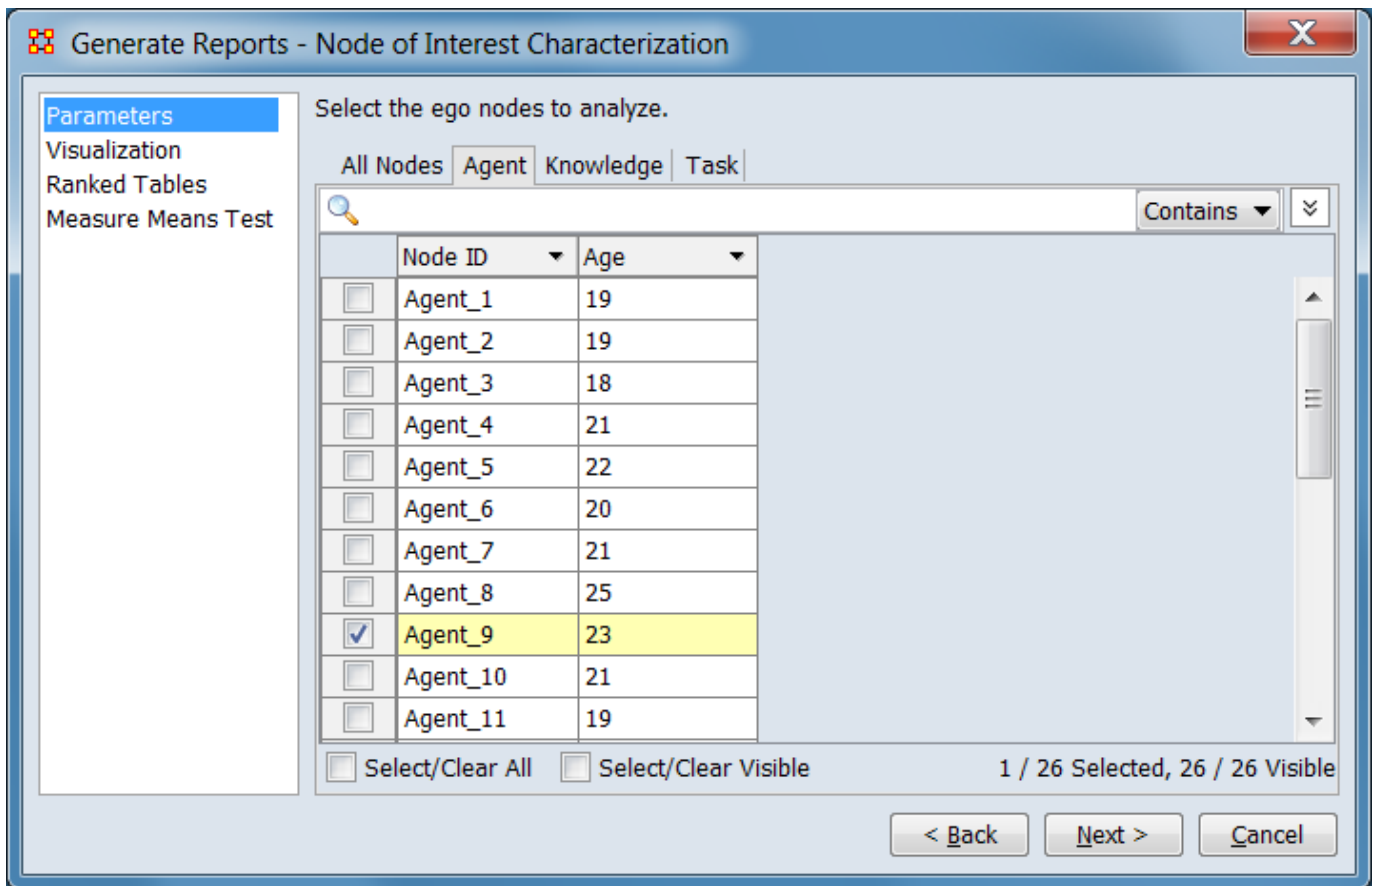 Generate Reports - Node of Interest Characterization
Parameters
Visualization
Ranked Tables
Measure Means Test
Select the ego nodes to analyze.
All Nodes Agent Knowledge Task
Contains
Node ID Age
Agent_1 19
Agent_2 19
Agent_3 18
Agent_4 21
Agent_5 22
Agent_6 20
Agent_7 21
Agent_8 25
Agent_9 23
Agent_10 21
Agent_11 19
Select/Clear All Select/Clear Visible 1 / 26 Selected, 26 / 26 Visible
< Back Next > Cancel